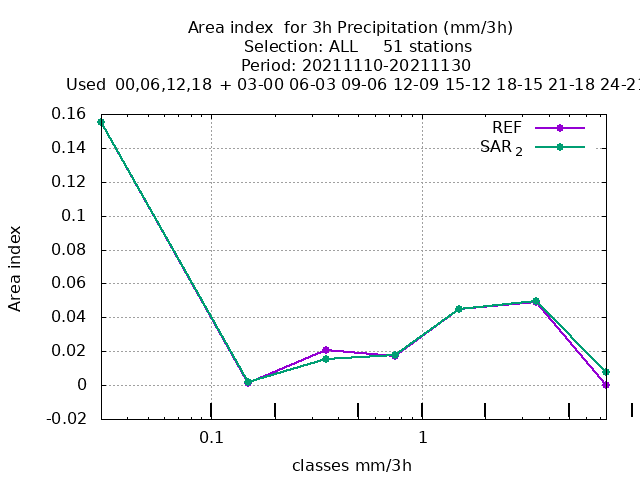 Area index  for 3h Precipitation (mm/3h)
Selection: ALL     51 stations
Period: 20211110-20211130
Used  00,06,12,18  + 03-00 06-03 09-06 12-09  15-12  18-15  21-18  24-21
REF
SAR 2
0.16
0.14
0.12
0.1
0.08
0.06
0.04
0.02
0
-0.02
Area index
0.1
1
classes mm/3h